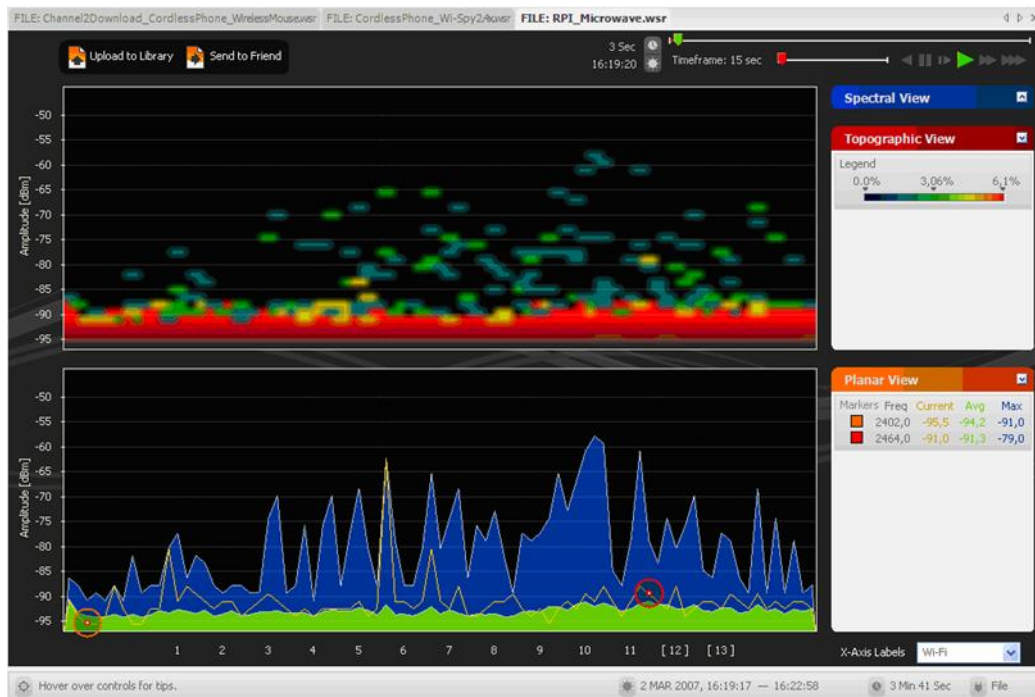 FILE: Channel2Download_CordlessPhone_WirelessMouse.wsr FILE: CordlessPhone_Wi-Spy2.4x.wsr FILE: RPI_Microwave.wsr
Upload to Library Send to Friend
3 Sec
16:19:20
Timeframe: 15 sec
Spectral View
Topographic View
Legend
0.0% 3,06% 6,1%
Amplitude [dBm]
-50
-55
-60
-65
-70
-75
-80
-85
-90
-95
Planar View
Markers Freq Current Avg Max
2402,0 -95,5 -94,2 -91,0
2464,0 -91,0 -91,3 -79,0
Amplitude [dBm]
-50
-55
-60
-65
-70
-75
-80
-85
-90
-95
1 2 3 4 5 6 7 8 9 10 11 [12] [13]
X-Axis Labels Wi-Fi
Hover over controls for tips. 2 MAR 2007, 16:19:17 — 16:22:58 3 Min 41 Sec File